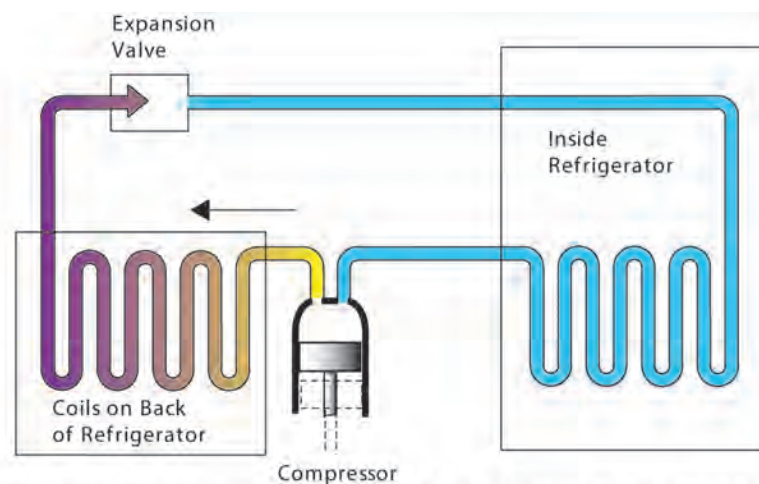 Expansion
Valve
Inside
Refrigerator
Coils on Back
of Refrigerator
Compressor